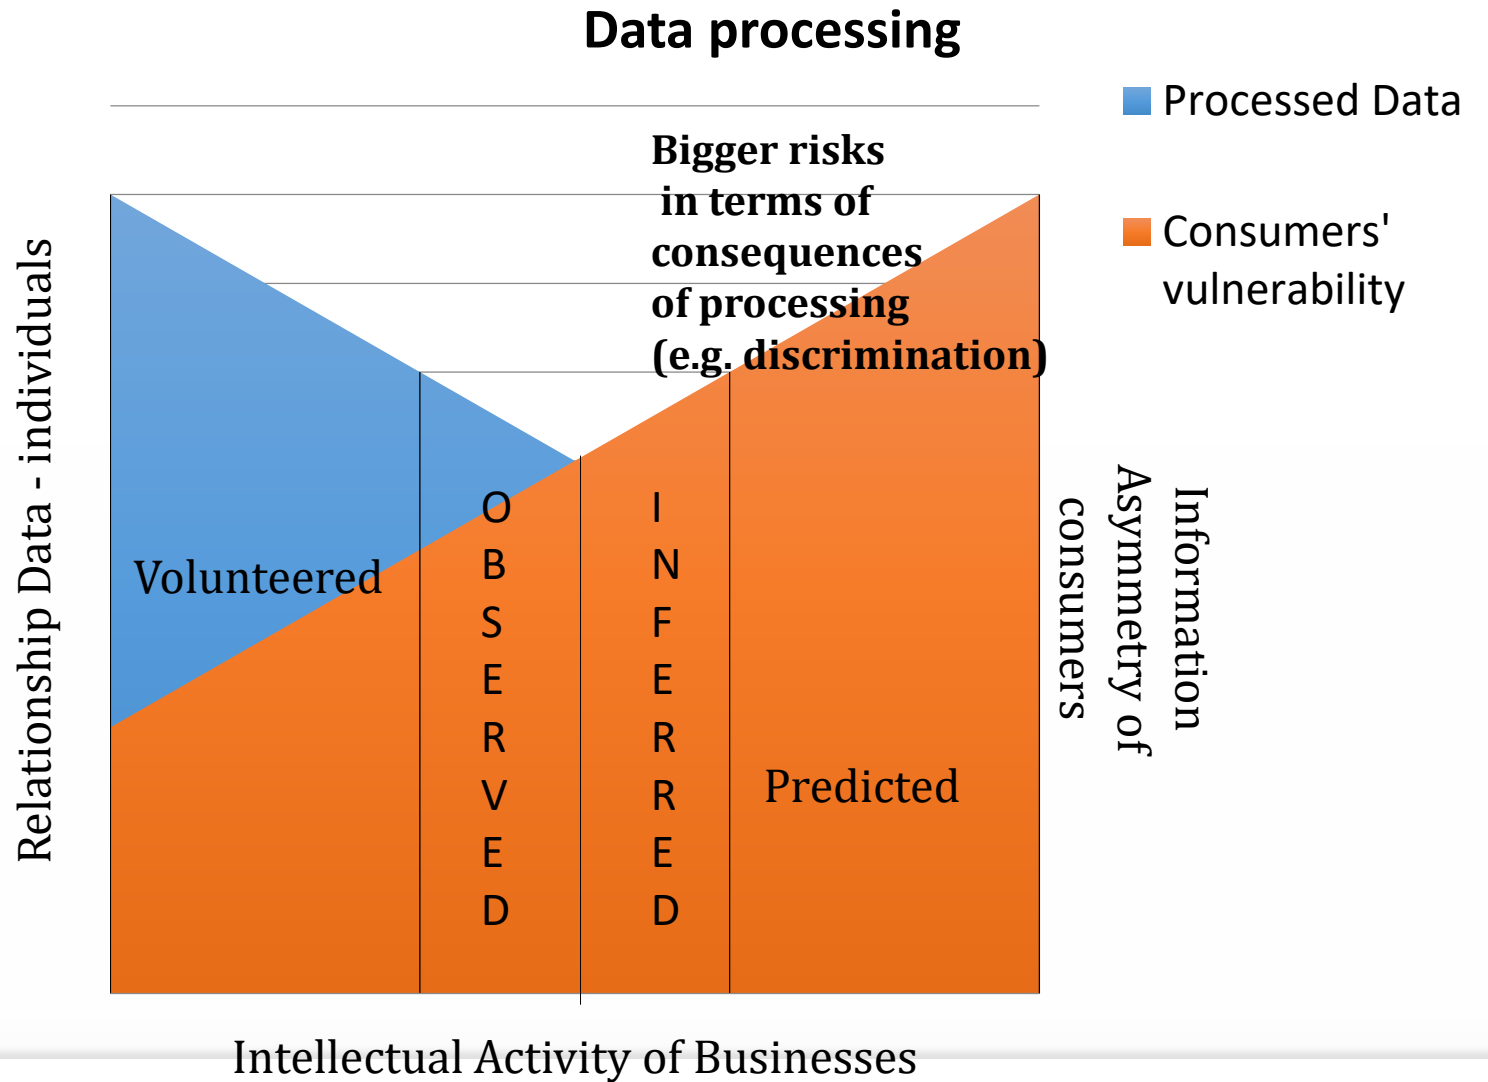 Data processing
Processed Data
Consumers'
vulnerability
Bigger risks
in terms of
consequences
of processing
(e.g. discrimination)
Relationship Data - individuals
Volunteered
OBSERVED
INFERRED
Predicted
Information
Asymmetry of
consumers
Intellectual Activity of Businesses